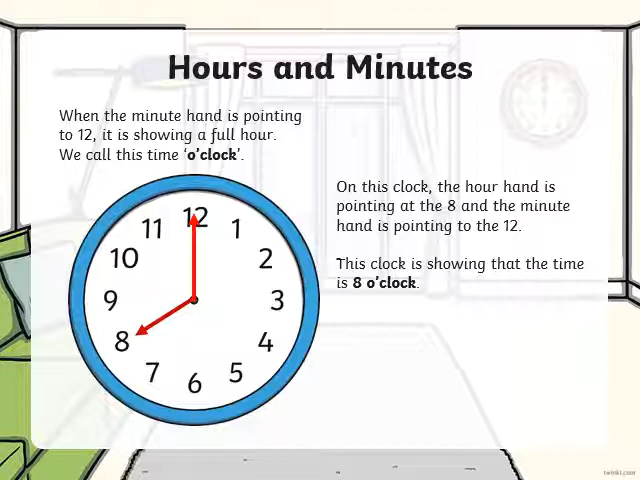 Hours and Minutes
When the minute hand is pointing
to 12, it is showing a full hour.
We call this time ‘o’clock’.
On this clock, the hour hand is
pointing at the 8 and the minute
hand is pointing to the 12.
This clock is showing that the time
is 8 o’clock.
12
11 1
10 2
9 3
8 4
7 5
6
twinkl.com